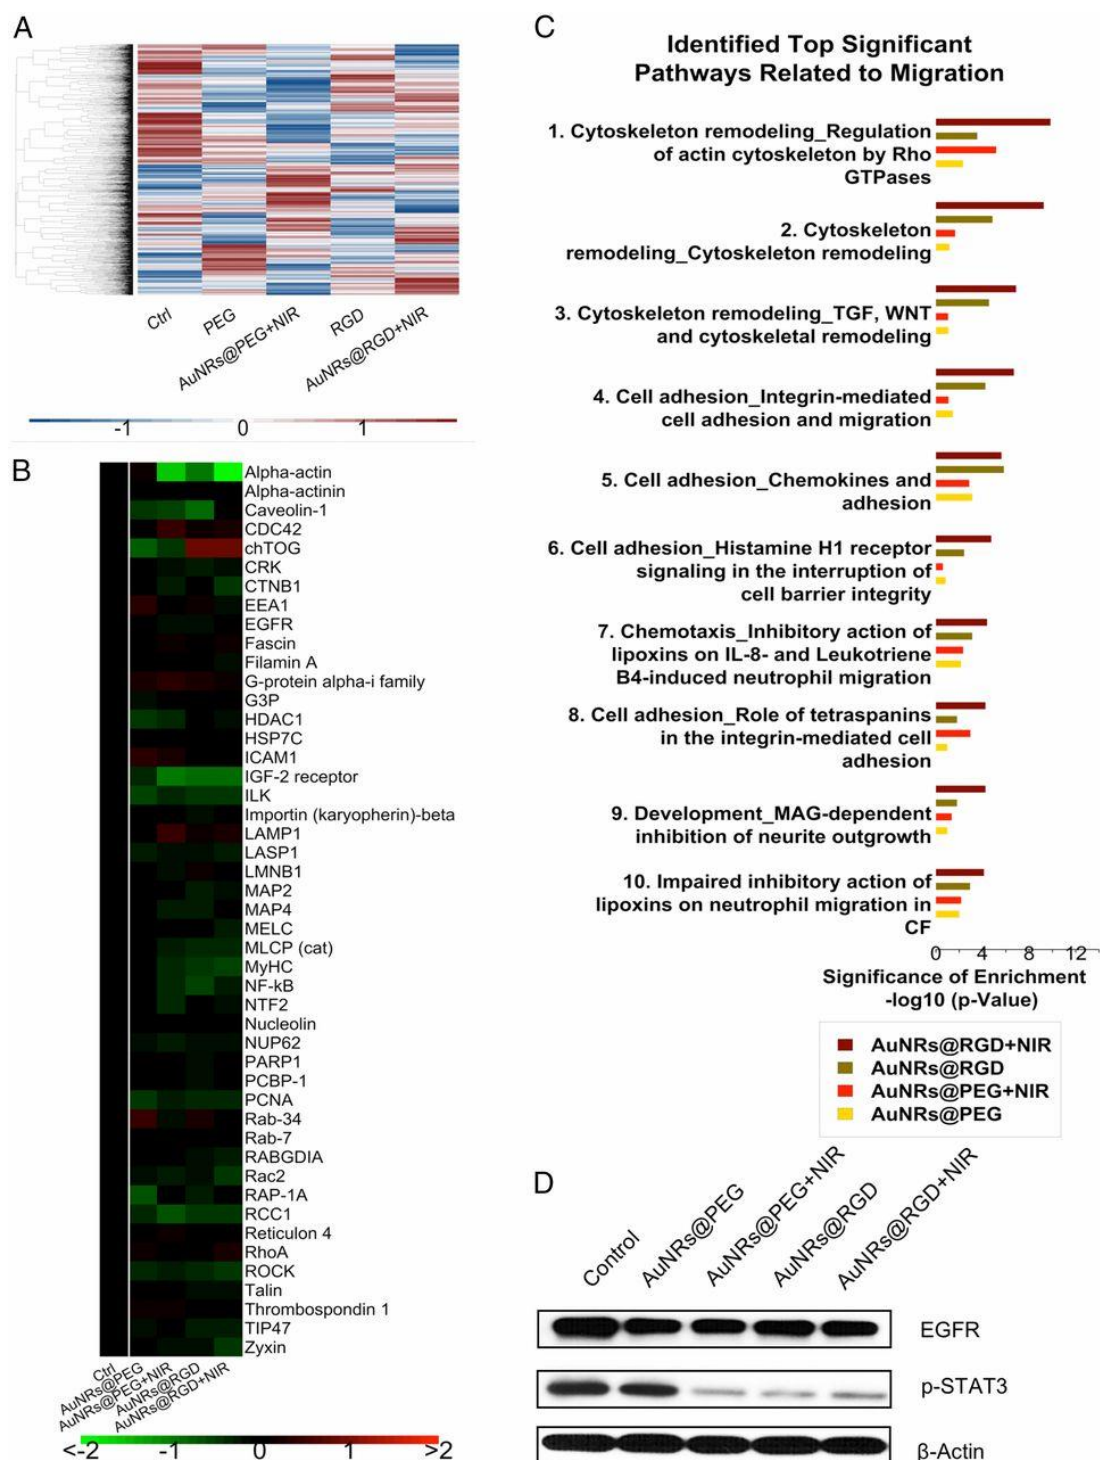 A
Ctrl
PEG
AuNRs@PEG+NIR
RGD
AuNRs@RGD+NIR
-1 0 1
B
Alpha-actin
Alpha-actinin
Caveolin-1
CDC42
chTOG
CRK
CTNB1
EEA1
EGFR
Fascin
Filamin A
G-protein alpha-i family
G3P
HDAC1
HSP7C
ICAM1
IGF-2 receptor
ILK
Importin (karyopherin)-beta
LAMP1
LASP1
LMNB1
MAP2
MAP4
MELC
MLCP (cat)
MyHC
NF-kB
NTF2
Nucleolin
NUP62
PARP1
PCBP-1
PCNA
Rab-34
Rab-7
RABGDIA
Rac2
RAP-1A
RCC1
Reticulon 4
RhoA
ROCK
Talin
Thrombospondin 1
TIP47
Zyxin
Ctrl
AuNRs@PEG
AuNRs@PEG+NIR
AuNRs@RGD
AuNRs@RGD+NIR
<-2 -1 0 1 >2
C
Identified Top Significant
Pathways Related to Migration
1. Cytoskeleton remodeling_Regulation
of actin cytoskeleton by Rho
GTPases
2. Cytoskeleton
remodeling_Cytoskeleton remodeling
3. Cytoskeleton remodeling_TGF, WNT
and cytoskeletal remodeling
4. Cell adhesion_Integrin-mediated
cell adhesion and migration
5. Cell adhesion_Chemokines and
adhesion
6. Cell adhesion_Histamine H1 receptor
signaling in the interruption of
cell barrier integrity
7. Chemotaxis_Inhibitory action of
lipoxins on IL-8- and Leukotriene
B4-induced neutrophil migration
8. Cell adhesion_Role of tetraspanins
in the integrin-mediated cell
adhesion
9. Development_MAG-dependent
inhibition of neurite outgrowth
10. Impaired inhibitory action of
lipoxins on neutrophil migration in
CF
0 4 8 12
Significance of Enrichment
-log10 (p-Value)
AuNRs@RGD+NIR
AuNRs@RGD
AuNRs@PEG+NIR
AuNRs@PEG
D
Control
AuNRs@PEG
AuNRs@PEG+NIR
AuNRs@RGD
AuNRs@RGD+NIR
EGFR
p-STAT3
β-Actin